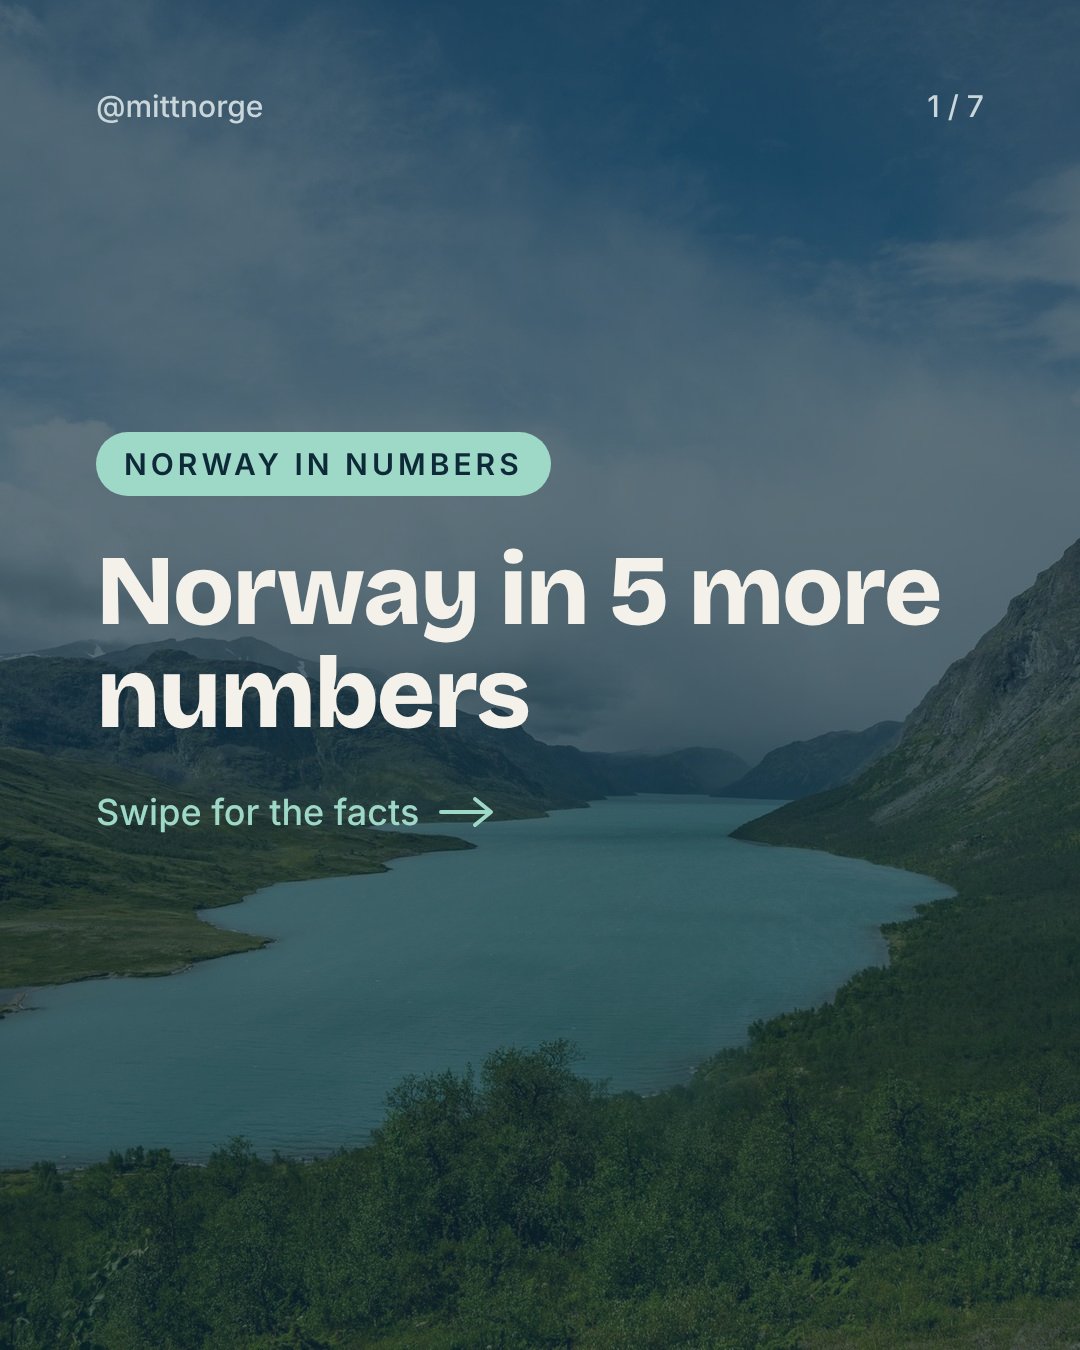 @mittnorge
1 / 7
NORWAY IN NUMBERS
Norway in 5 more
numbers
Swipe for the facts →